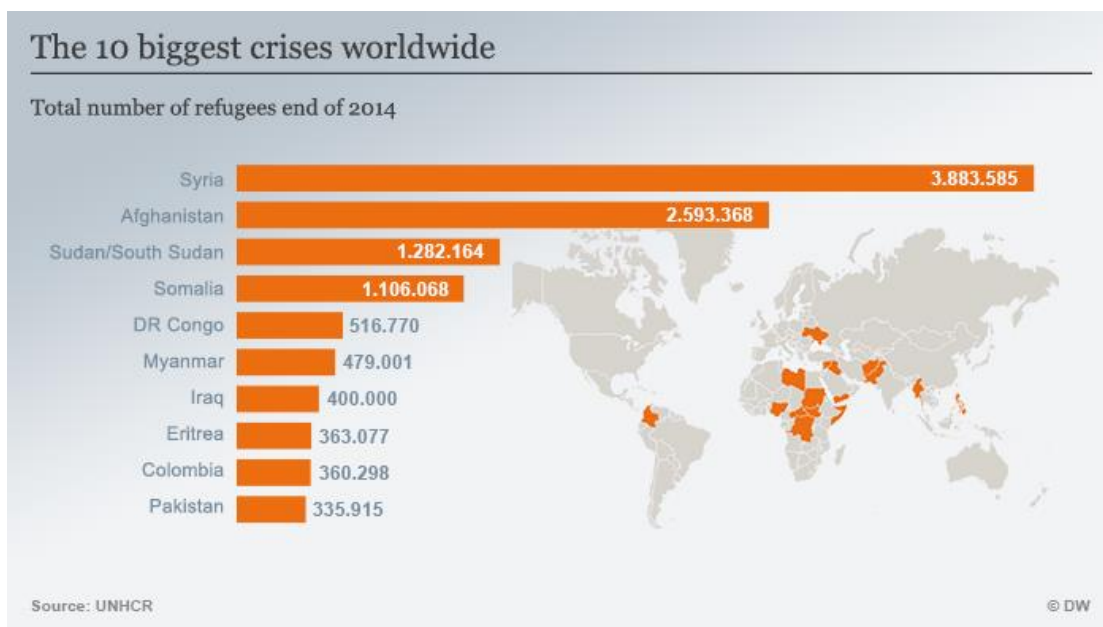 The 10 biggest crises worldwide
Total number of refugees end of 2014
Syria 3.883.585
Afghanistan 2.593.368
Sudan/South Sudan 1.282.164
Somalia 1.106.068
DR Congo 516.770
Myanmar 479.001
Iraq 400.000
Eritrea 363.077
Colombia 360.298
Pakistan 335.915
Source: UNHCR © DW